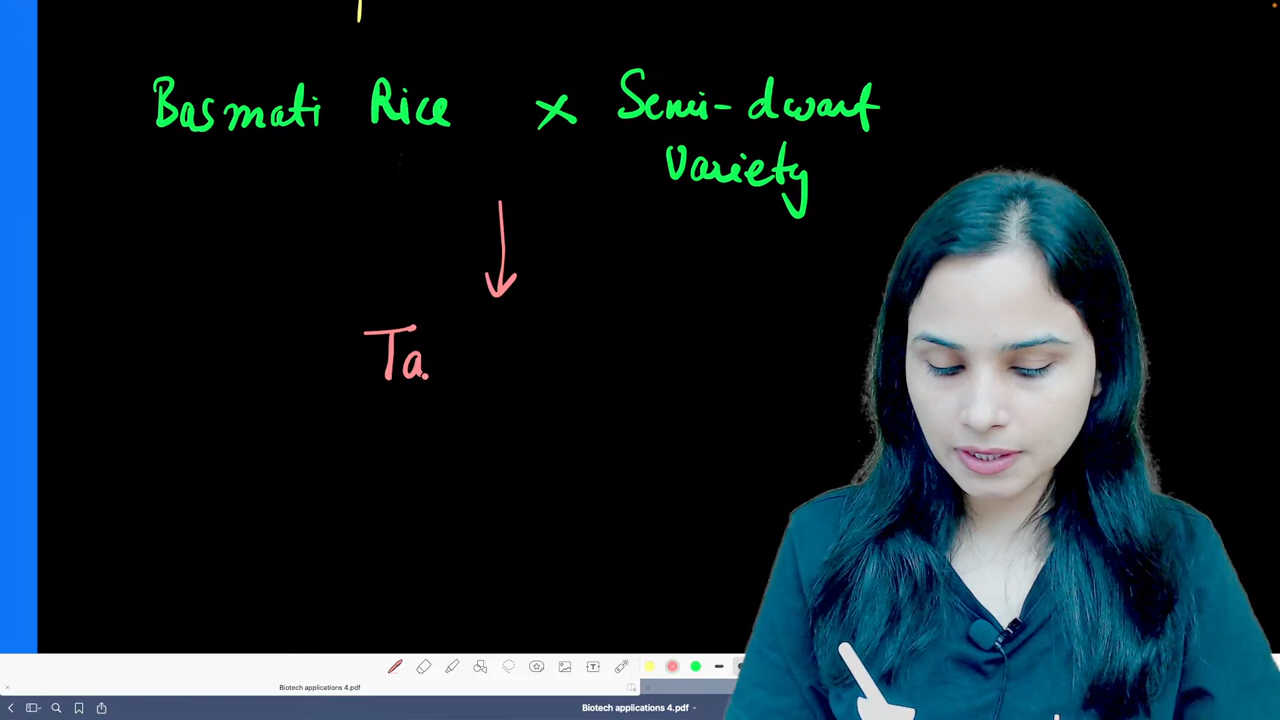 Basmati Rice × Semi-dwarf
Variety
Ta
Biotech applications 4.pdf
Biotech applications 4.pdf